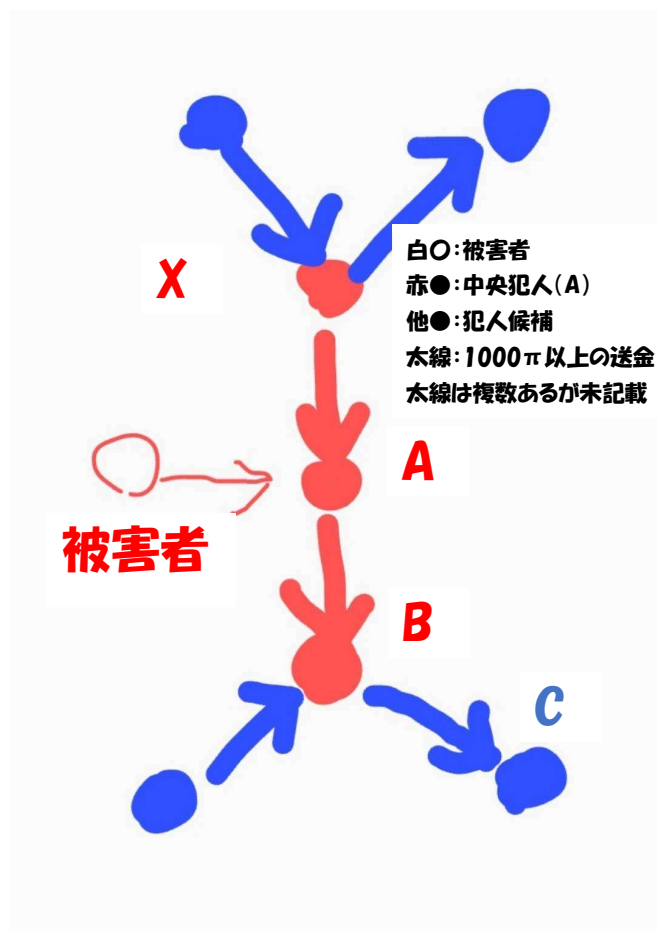 X
白〇：被害者
赤●：中央犯人（A）
他●：犯人候補
太線：1000π以上の送金
太線は複数あるが未記載
A
被害者
B
C